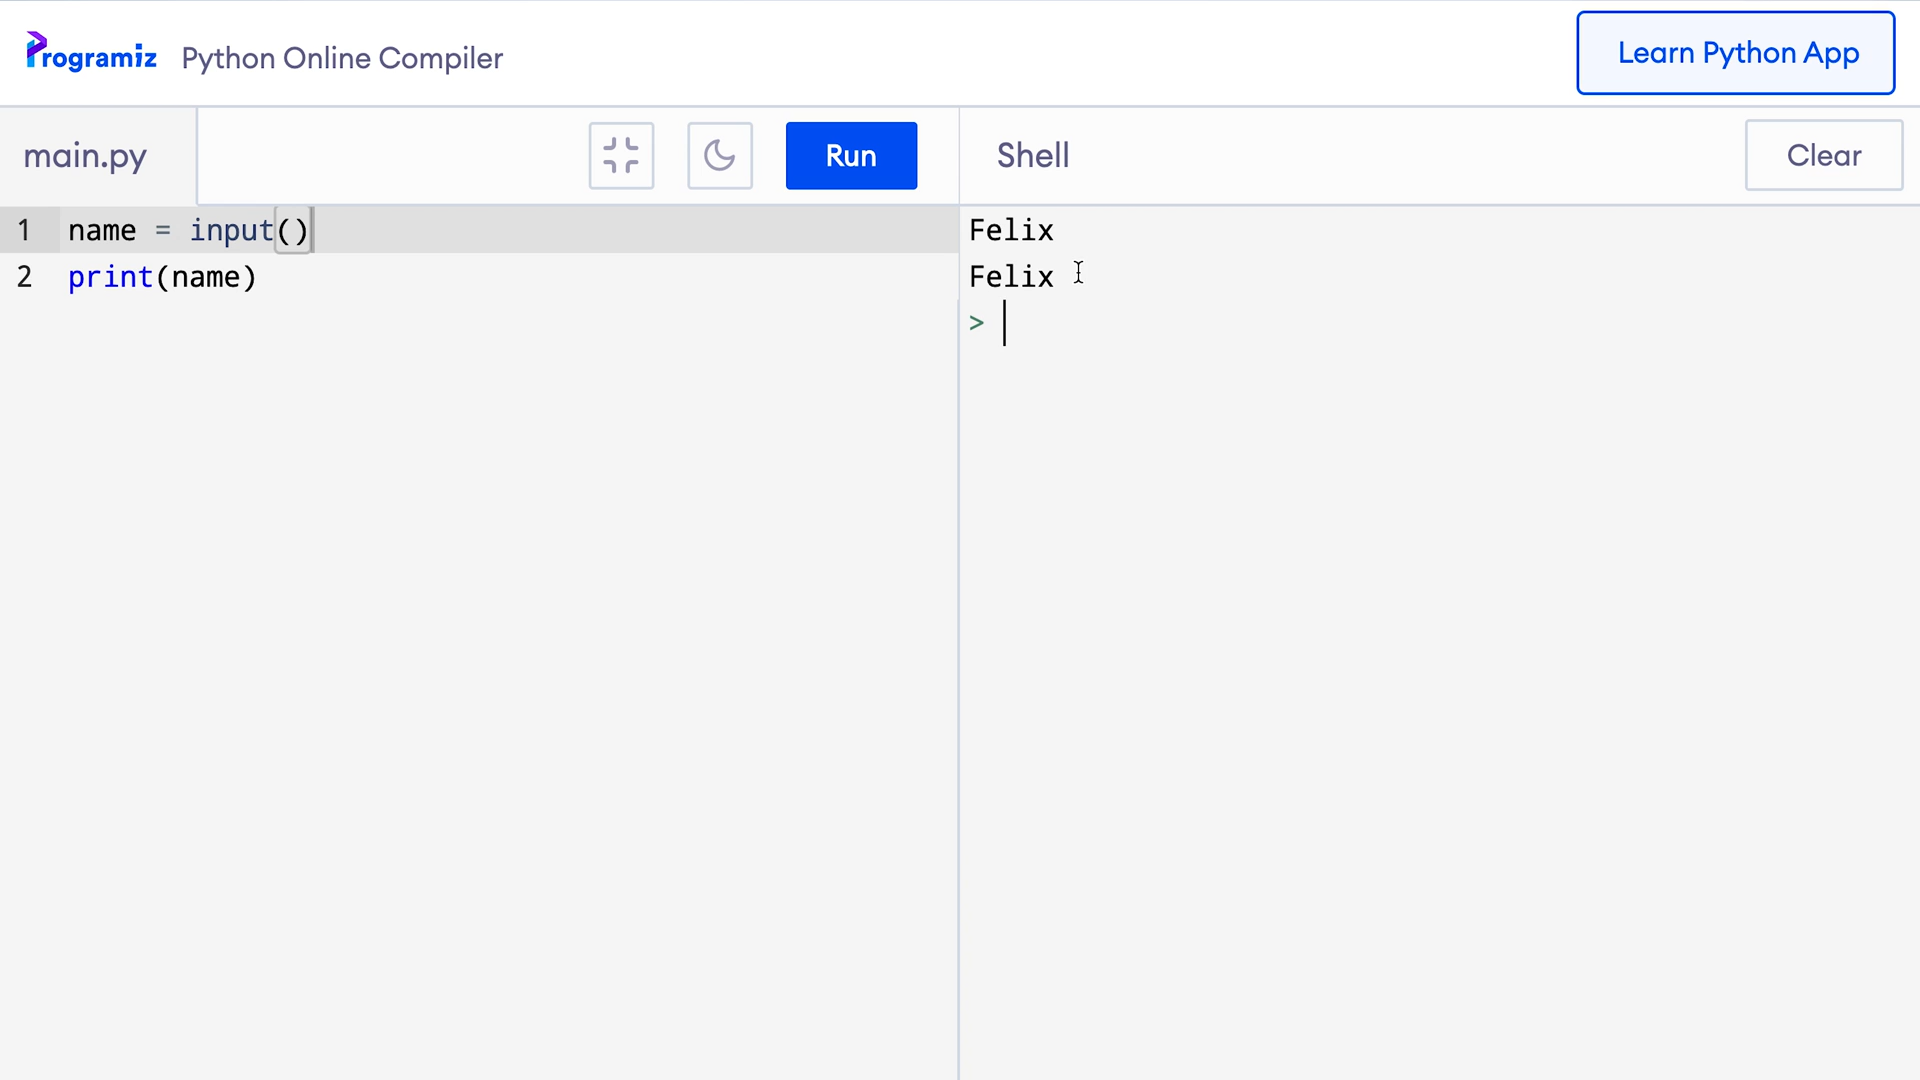 Programiz Python Online Compiler
Learn Python App
main.py
Run
Shell
Clear
1 name = input()
2 print(name)
Felix
Felix
>